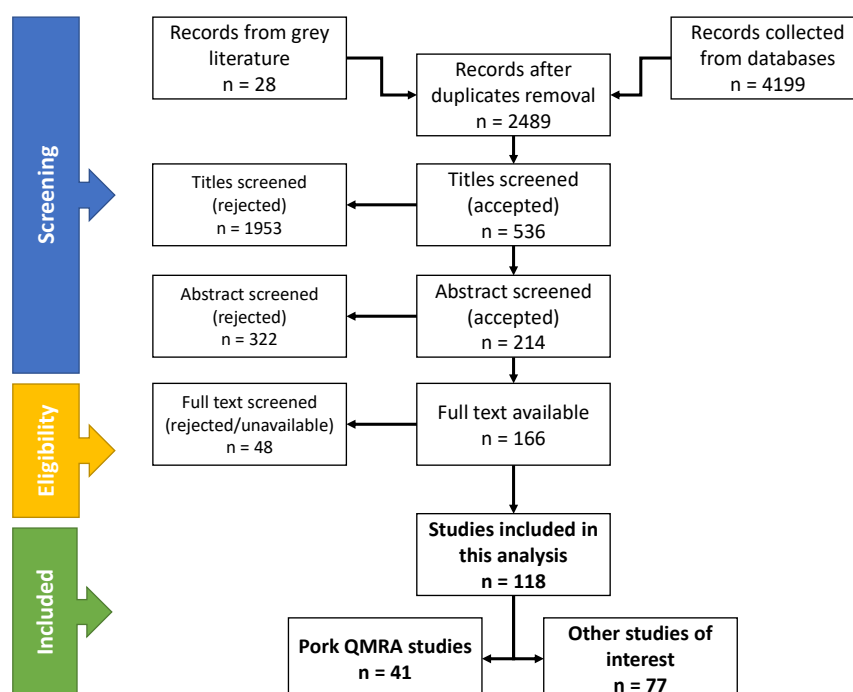 Records from grey
literature
n = 28
Records after
duplicates removal
n = 2489
Records collected
from databases
n = 4199
Screening
Titles screened
(rejected)
n = 1953
Titles screened
(accepted)
n = 536
Abstract screened
(rejected)
n = 322
Abstract screened
(accepted)
n = 214
Eligibility
Full text screened
(rejected/unavailable)
n = 48
Full text available
n = 166
Included
Studies included in
this analysis
n = 118
Pork QMRA studies
n = 41
Other studies of
interest
n = 77